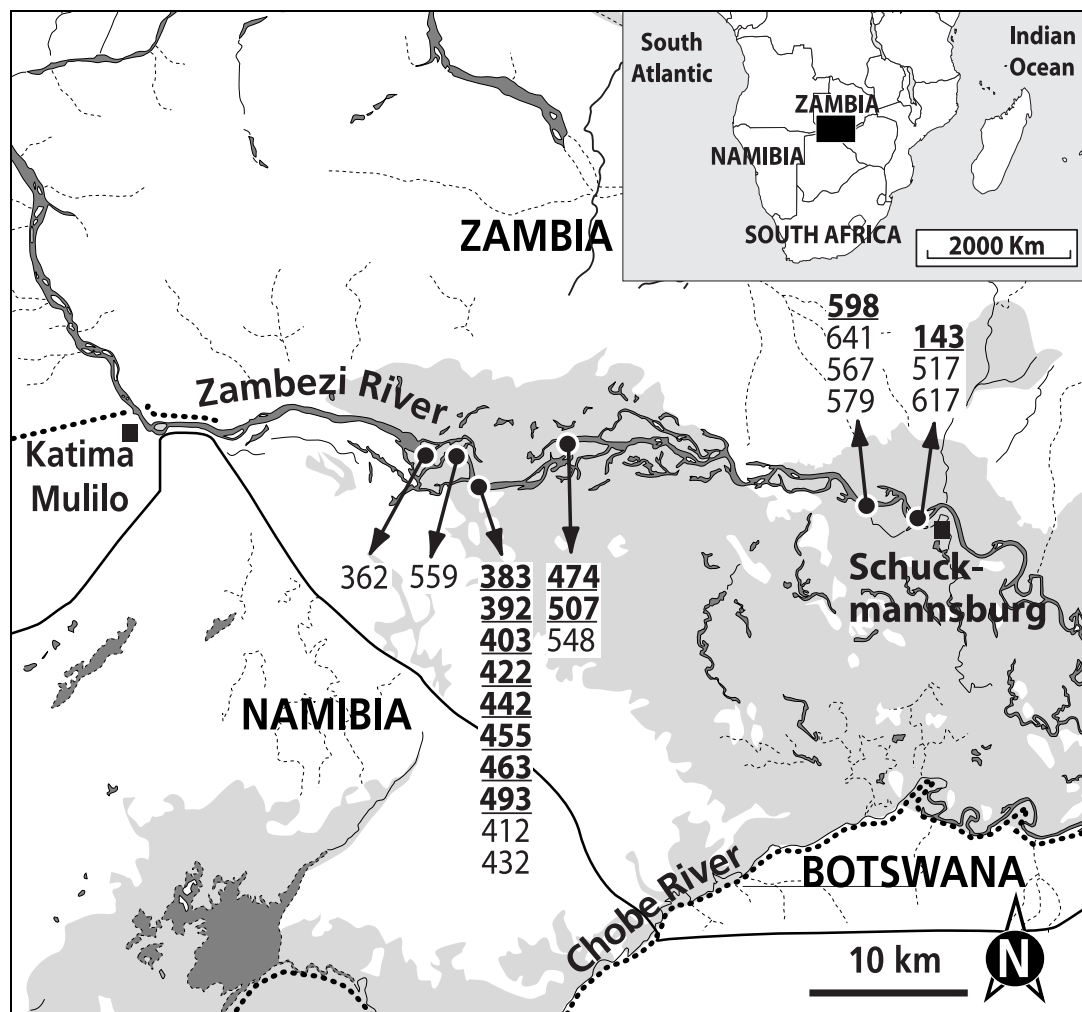 South
Atlantic
Indian
Ocean
ZAMBIA
NAMIBIA
SOUTH AFRICA
2000 Km
ZAMBIA
598
641
567
579
143
517
617
Zambezi River
Katima
Mulilo
362
559
383
392
403
422
442
455
463
493
412
432
474
507
548
Schuck-
mannsburg
NAMIBIA
Chobe River
BOTSWANA
10 km
N